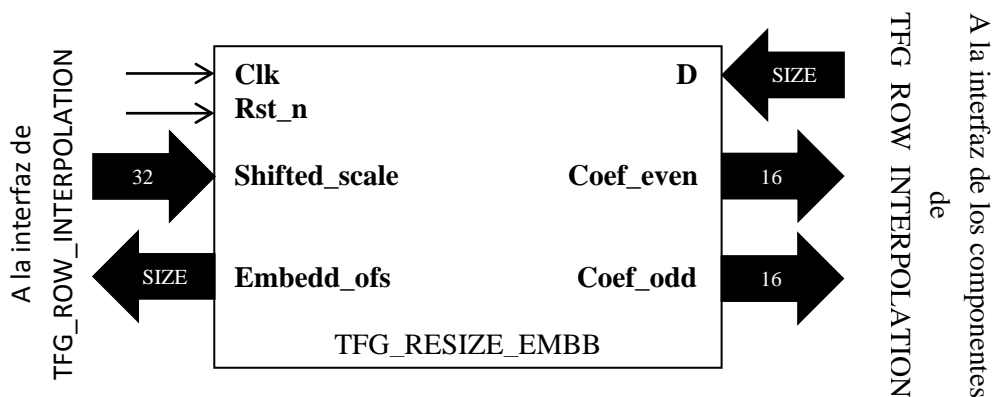 A la interfaz de
TFG_ROW_INTERPOLATION
Clk
Rst_n
32
Shifted_scale
SIZE
Embedd_ofs
D
SIZE
Coef_even
16
Coef_odd
16
TFG_RESIZE_EMBB
A la interfaz de los componentes
de
TFG ROW INTERPOLATION